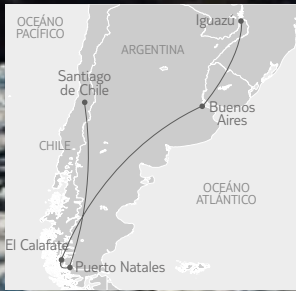 OCEÁNO
PACÍFICO
Iguazú
ARGENTINA
Santiago
de Chile
Buenos
Aires
CHILE
OCEÁNO
ATLÁNTICO
El Calafate
Puerto Natales